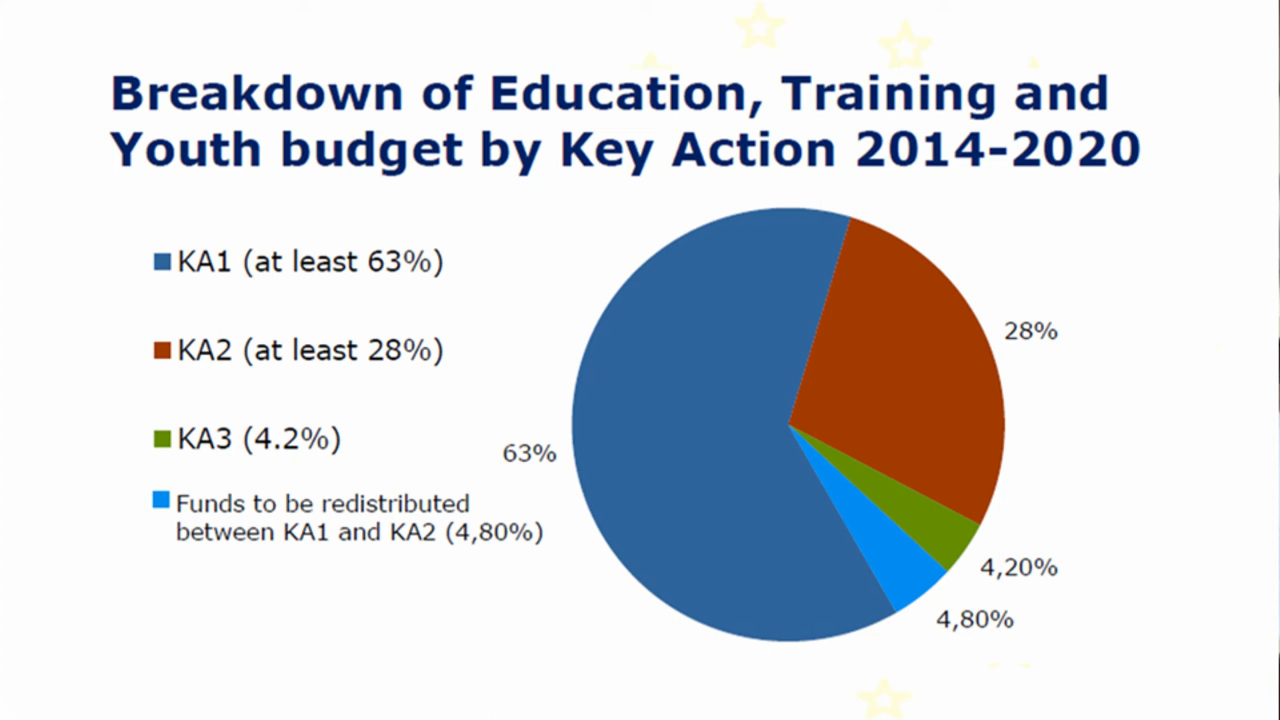 Breakdown of Education, Training and
Youth budget by Key Action 2014-2020
KA1 (at least 63%)
KA2 (at least 28%)
KA3 (4.2%)
Funds to be redistributed
between KA1 and KA2 (4,80%)
28%
63%
4,20%
4,80%